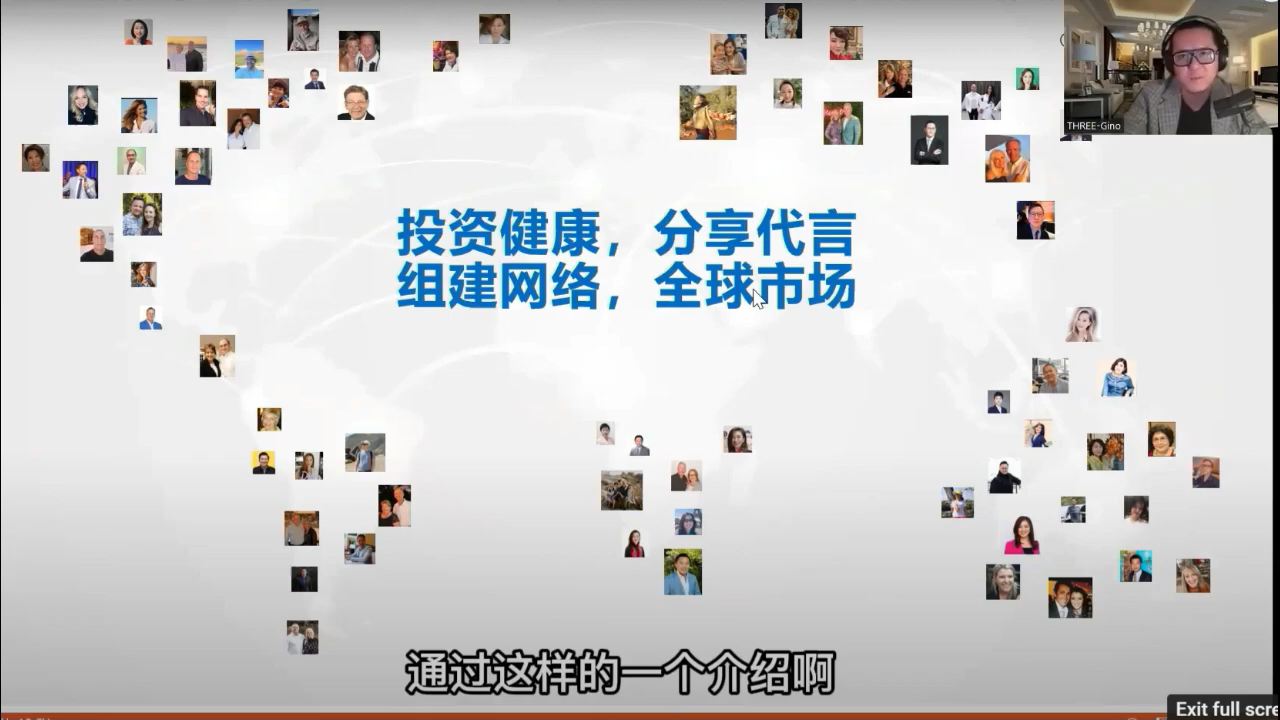 THREE-Gino
投资健康，分享代言
组建网络，全球市场
通过这样的一个介绍啊
Exit full scre